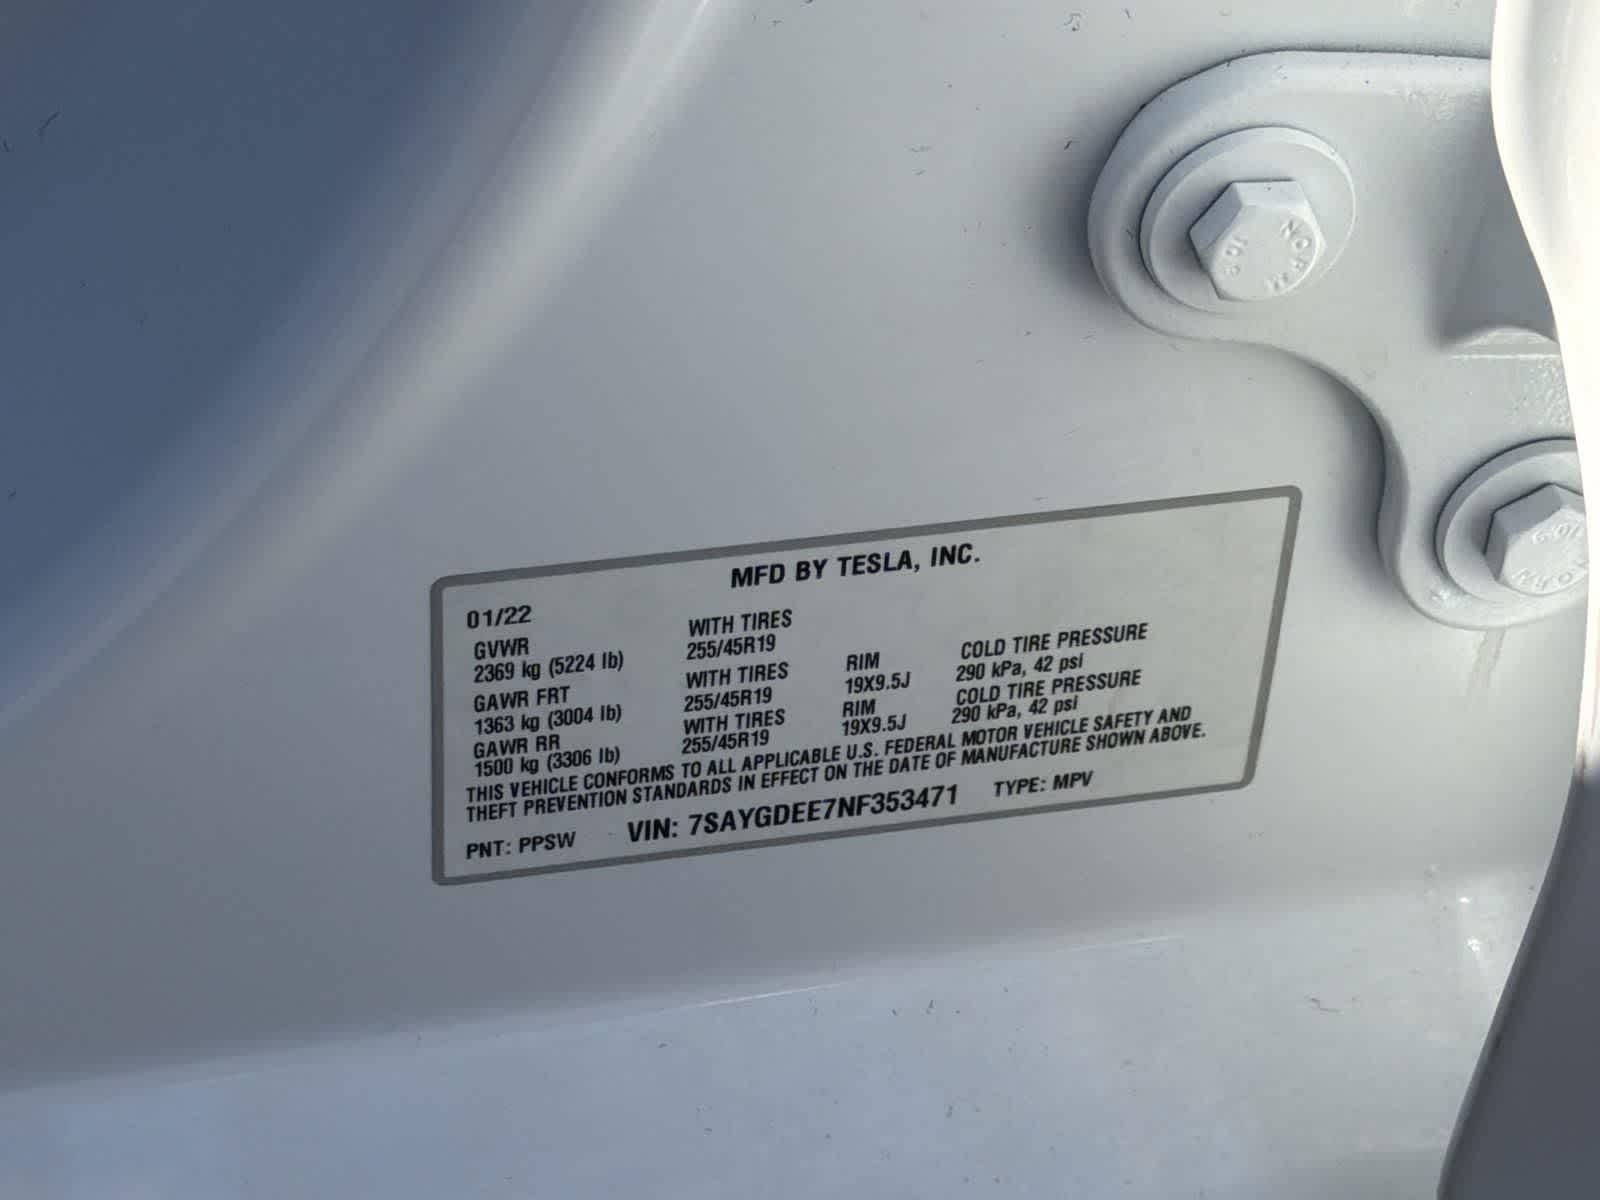 MFD BY TESLA, INC.
01/22
GVWR WITH TIRES
2369 kg (5224 lb) 255/45R19
GAWR FRT WITH TIRES RIM COLD TIRE PRESSURE
1363 kg (3004 lb) 255/45R19 19X9.5J 290 kPa, 42 psi
GAWR RR WITH TIRES RIM COLD TIRE PRESSURE
1500 kg (3306 lb) 255/45R19 19X9.5J 290 kPa, 42 psi
THIS VEHICLE CONFORMS TO ALL APPLICABLE U.S. FEDERAL MOTOR VEHICLE SAFETY AND
THEFT PREVENTION STANDARDS IN EFFECT ON THE DATE OF MANUFACTURE SHOWN ABOVE.
PNT: PPSW VIN: 7SAYGDEE7NF353471 TYPE: MPV